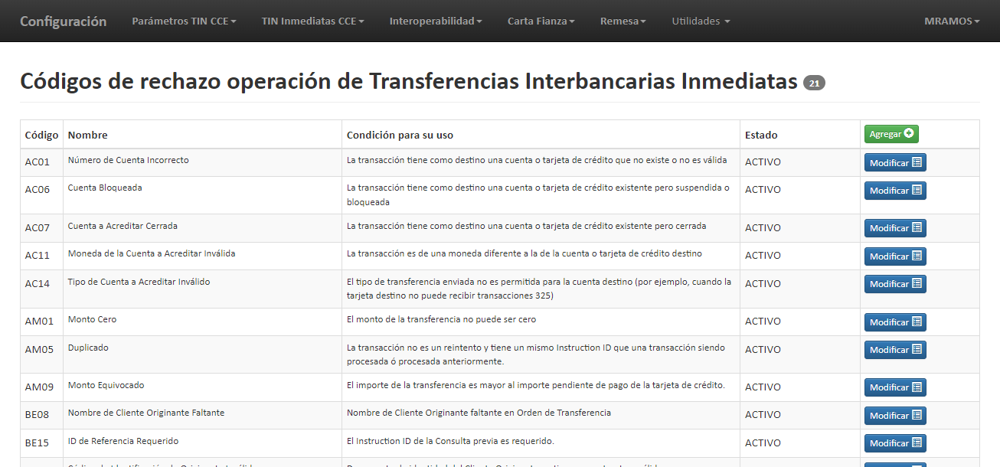 Configuración Parámetros TIN CCE TIN Inmediatas CCE Interoperabilidad Carta Fianza Remesa Utilidades MRAMOS
Códigos de rechazo operación de Transferencias Interbancarias Inmediatas 21
Código Nombre Condición para su uso Estado Agregar
AC01 Número de Cuenta Incorrecto La transacción tiene como destino una cuenta o tarjeta de crédito que no existe o no es válida ACTIVO Modificar
AC06 Cuenta Bloqueada La transacción tiene como destino una cuenta o tarjeta de crédito existente pero suspendida o ACTIVO Modificar
bloqueada
AC07 Cuenta a Acreditar Cerrada La transacción tiene como destino una cuenta o tarjeta de crédito existente pero cerrada ACTIVO Modificar
AC11 Moneda de la Cuenta a Acreditar Inválida La transacción es de una moneda diferente a la de la cuenta o tarjeta de crédito destino ACTIVO Modificar
AC14 Tipo de Cuenta a Acreditar Inválido El tipo de transferencia enviada no es permitida para la cuenta destino (por ejemplo, cuando la ACTIVO Modificar
tarjeta destino no puede recibir transacciones 325)
AM01 Monto Cero El monto de la transferencia no puede ser cero ACTIVO Modificar
AM05 Duplicado La transacción no es un reintento y tiene un mismo Instruction ID que una transacción siendo ACTIVO Modificar
procesada ó procesada anteriormente.
AM09 Monto Equivocado El importe de la transferencia es mayor al importe pendiente de pago de la tarjeta de crédito. ACTIVO Modificar
BE08 Nombre de Cliente Originante Faltante Nombre de Cliente Originante faltante en Orden de Transferencia ACTIVO Modificar
BE15 ID de Referencia Requerido El Instruction ID de la Consulta previa es requerido. ACTIVO Modificar